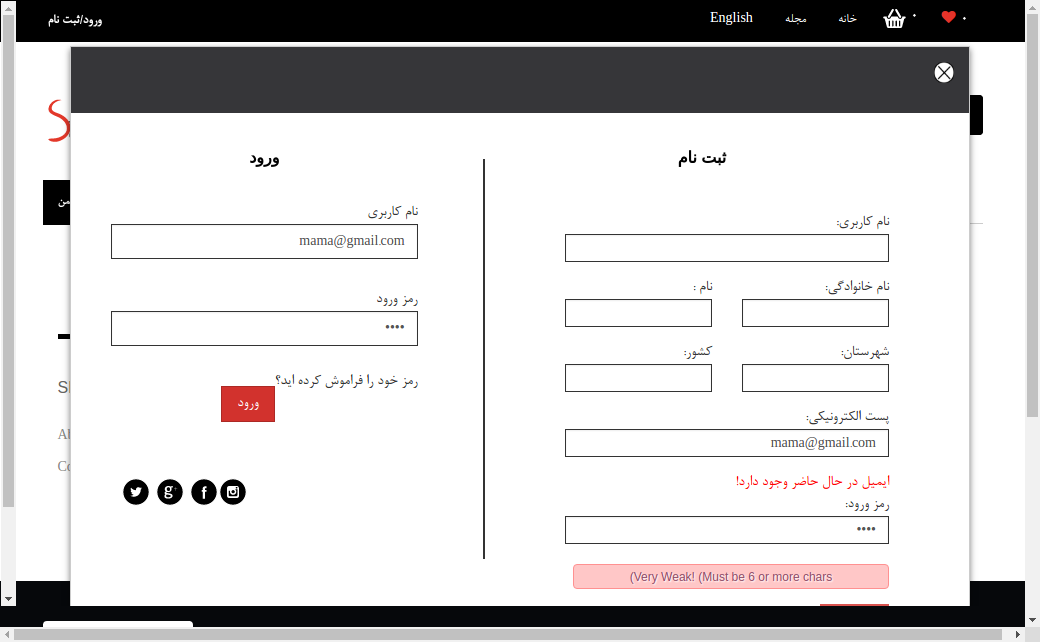 خانه
مجله
English
ورود/ثبت نام
ثبت نام
نام کاربری:
نام خانوادگی:
نام :
شهرستان:
کشور:
پست الکترونیکی:
mama@gmail.com
ایمیل در حال حاضر وجود دارد!
رمز ورود:
••••
(Very Weak! (Must be 6 or more chars
ورود
نام کاربری
mama@gmail.com
رمز ورود
••••
رمز خود را فراموش کرده اید؟
ورود